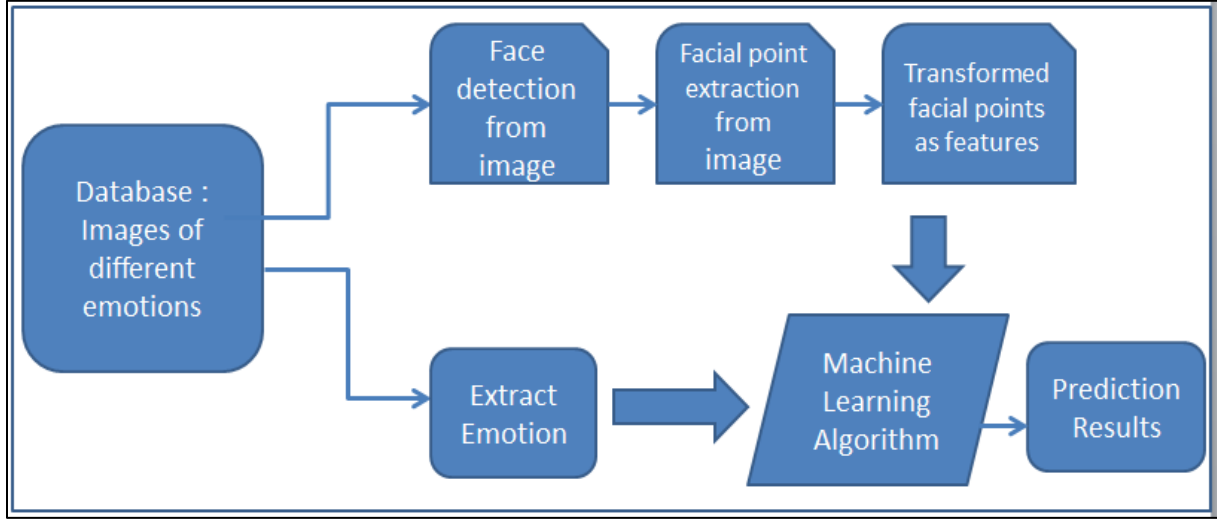 Database :
Images of
different
emotions
Face
detection
from
image
Facial point
extraction
from
image
Transformed
facial points
as features
Extract
Emotion
Machine
Learning
Algorithm
Prediction
Results